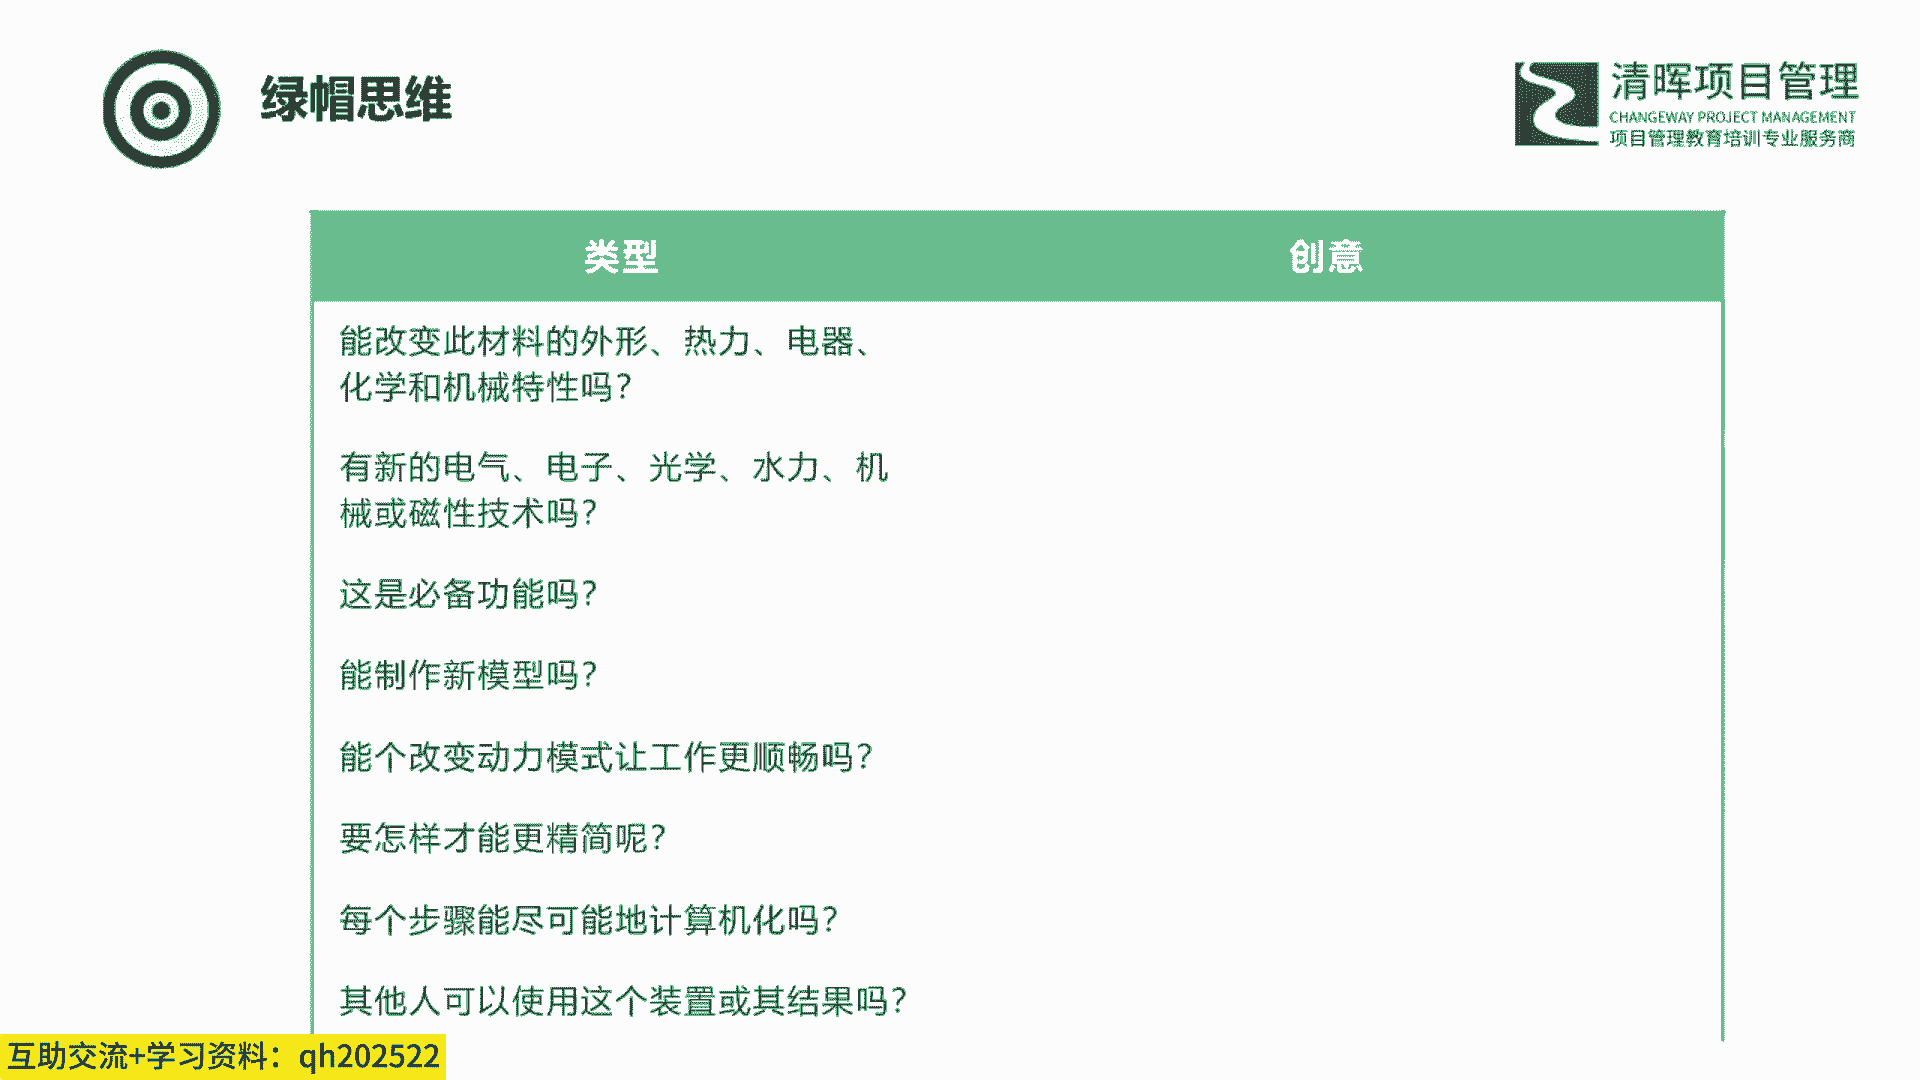 绿帽思维
清晖项目管理
CHANGEWAY PROJECT MANAGEMENT
项目管理教育培训专业服务商
类型
创意
能改变此材料的外形、热力、电器、
化学和机械特性吗?
有新的电气、电子、光学、水力、机
械或磁性技术吗?
这是必备功能吗?
能制作新模型吗?
能个改变动力模式让工作更顺畅吗?
要怎样才能更精简呢?
每个步骤能尽可能地计算机化吗?
其他人可以使用这个装置或其结果吗?
互助交流+学习资料：qh202522